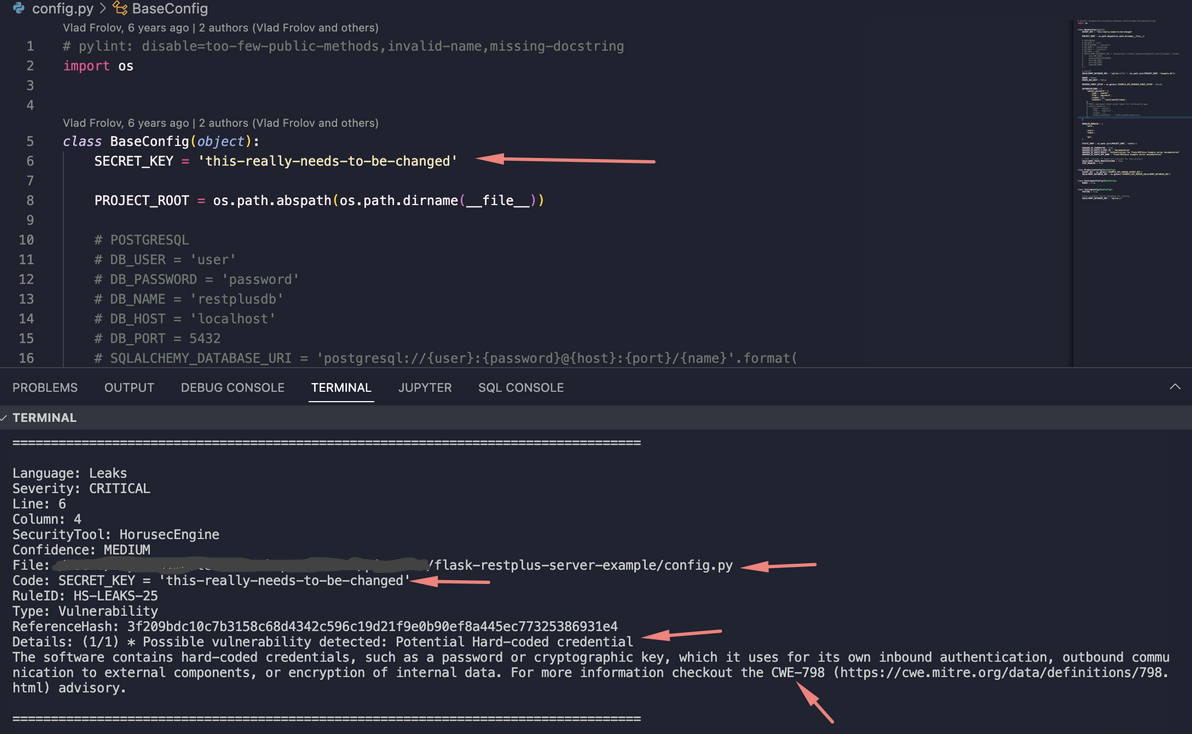 config.py > BaseConfig
Vlad Frolov, 6 years ago | 2 authors (Vlad Frolov and others)
1 # pylint: disable=too-few-public-methods,invalid-name,missing-docstring
2 import os
3
4
Vlad Frolov, 6 years ago | 2 authors (Vlad Frolov and others)
5 class BaseConfig(object):
6 SECRET_KEY = 'this-really-needs-to-be-changed'
7
8 PROJECT_ROOT = os.path.abspath(os.path.dirname(__file__))
9
10 # POSTGRESQL
11 # DB_USER = 'user'
12 # DB_PASSWORD = 'password'
13 # DB_NAME = 'restplusdb'
14 # DB_HOST = 'localhost'
15 # DB_PORT = 5432
16 # SQLALCHEMY_DATABASE_URI = 'postgresql://{user}:{password}@{host}:{port}/{name}'.format(
PROBLEMS OUTPUT DEBUG CONSOLE TERMINAL JUPYTER SQL CONSOLE
TERMINAL
==================================================================================
Language: Leaks
Severity: CRITICAL
Line: 6
Column: 4
SecurityTool: HorusecEngine
Confidence: MEDIUM
File: /flask-restplus-server-example/config.py
Code: SECRET_KEY = 'this-really-needs-to-be-changed'
RuleID: HS-LEAKS-25
Type: Vulnerability
ReferenceHash: 3f209bdc10c7b3158c68d4342c596c19d21f9e0b90ef8a445ec77325386931e4
Details: (1/1) * Possible vulnerability detected: Potential Hard-coded credential
The software contains hard-coded credentials, such as a password or cryptographic key, which it uses for its own inbound authentication, outbound commu
nication to external components, or encryption of internal data. For more information checkout the CWE-798 (https://cwe.mitre.org/data/definitions/798.
html) advisory.
==================================================================================